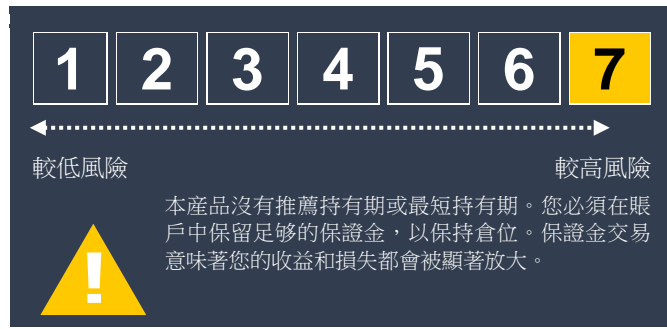 1 2 3 4 5 6 7
較低風險 較高風險
本產品沒有推薦持有期或最短持有期。您必須在賬
戶中保留足够的保證金，以保持倉位。保證金交易
意味著您的收益和損失都會被顯著放大。
!